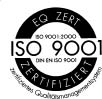 EQ ZERT
ISO 9001:2000
ISO 9001
DIN EN ISO 9001
ZERTIFIZIERT
zertifiziertes Qualitätsmanagementsystem